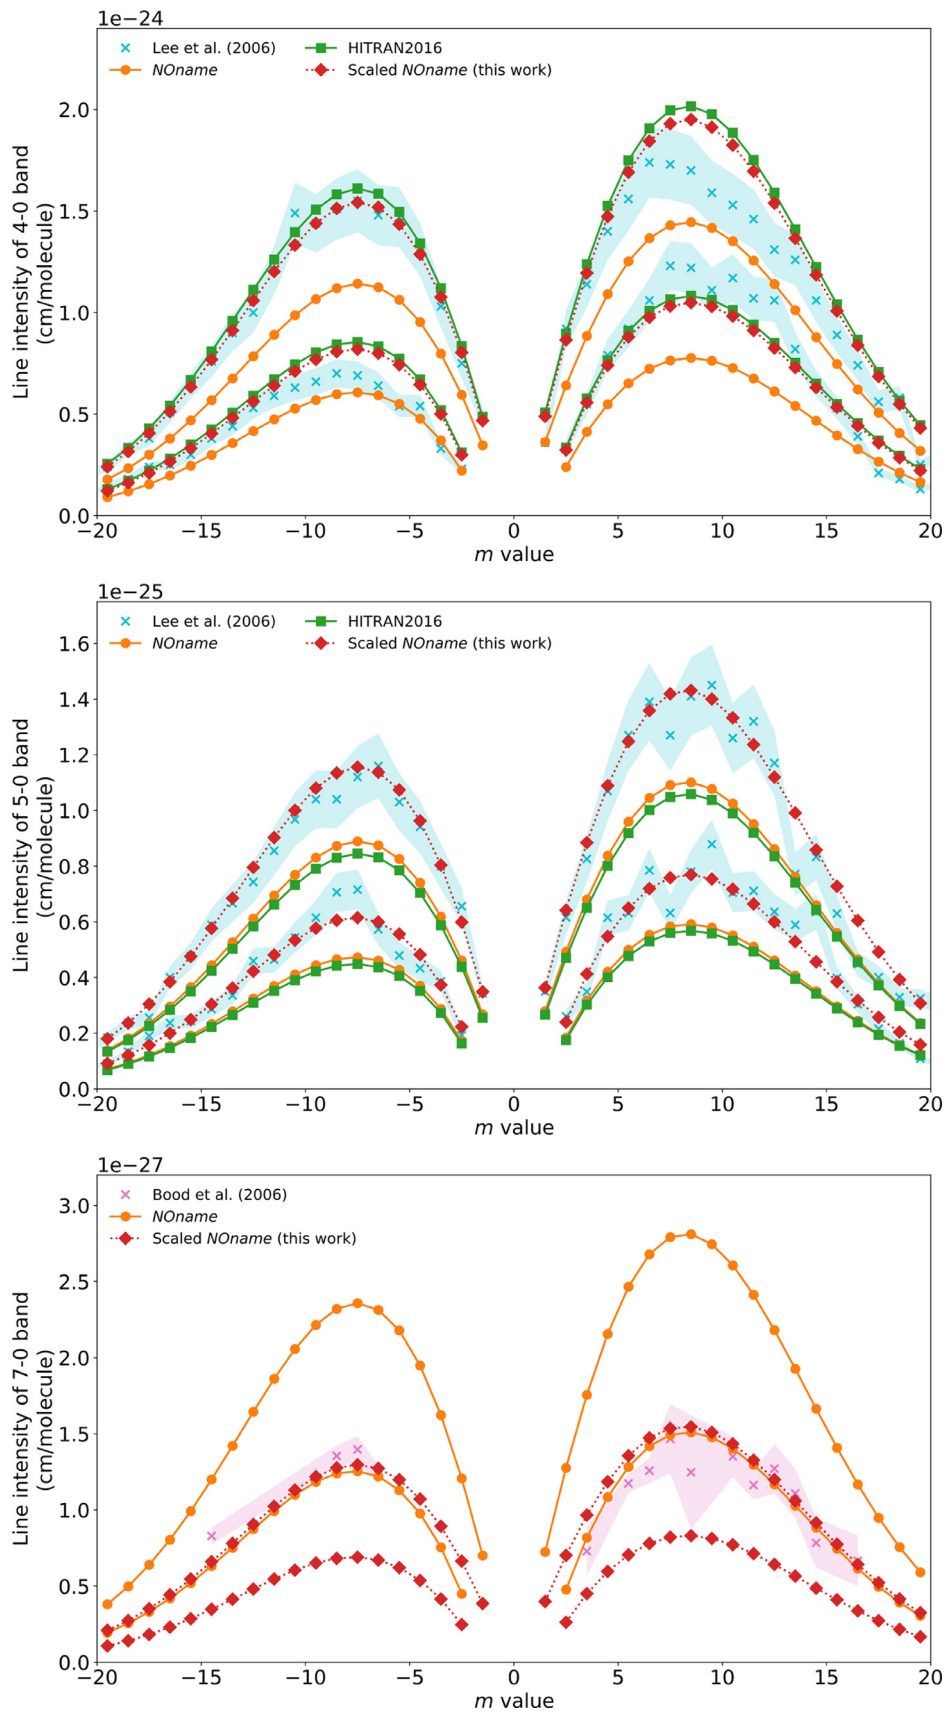 1e−24
Lee et al. (2006)
NOname
HITRAN2016
Scaled NOname (this work)
Line intensity of 4-0 band
(cm/molecule)
2.0
1.5
1.0
0.5
0.0
−20 −15 −10 −5 0 5 10 15 20
m value
1e−25
Lee et al. (2006)
NOname
HITRAN2016
Scaled NOname (this work)
Line intensity of 5-0 band
(cm/molecule)
1.6
1.4
1.2
1.0
0.8
0.6
0.4
0.2
0.0
−20 −15 −10 −5 0 5 10 15 20
m value
1e−27
Bood et al. (2006)
NOname
Scaled NOname (this work)
Line intensity of 7-0 band
(cm/molecule)
3.0
2.5
2.0
1.5
1.0
0.5
0.0
−20 −15 −10 −5 0 5 10 15 20
m value